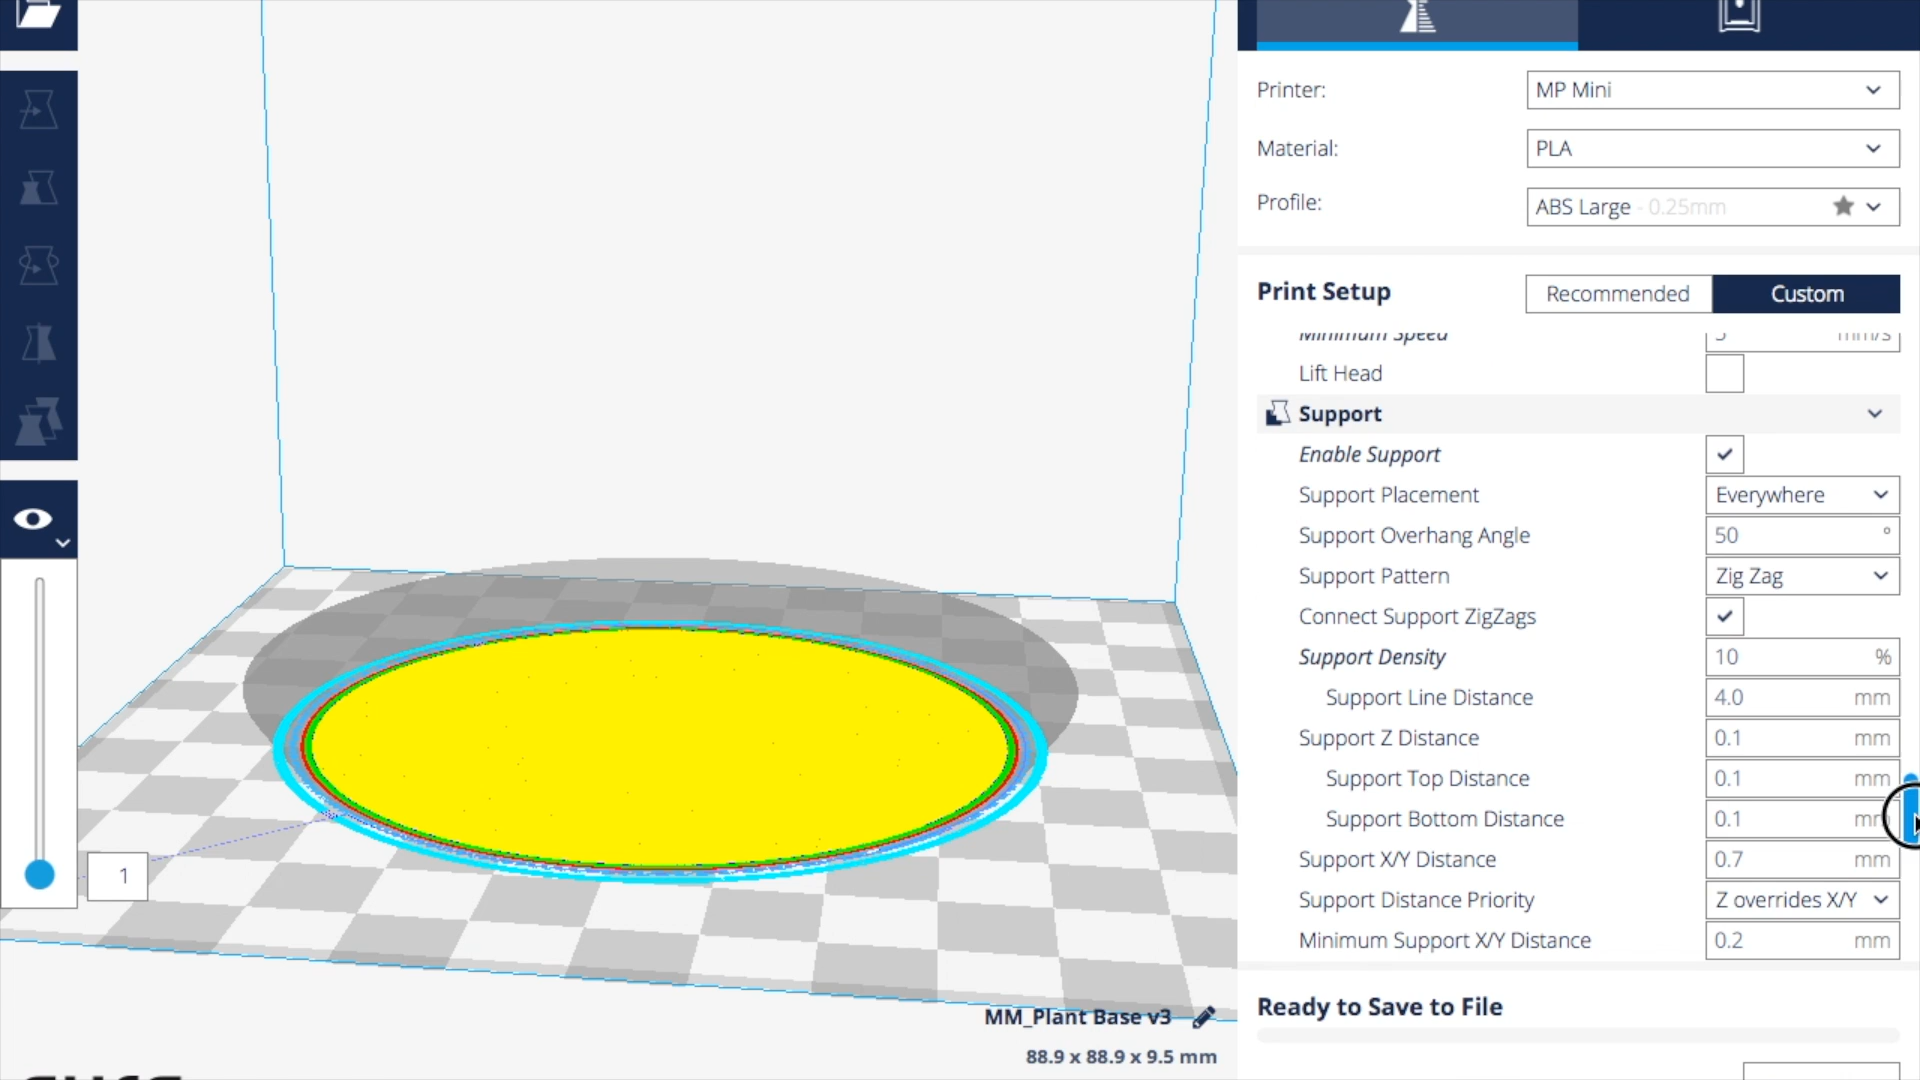 Printer:
MP Mini
Material:
PLA
Profile:
ABS Large - 0.25mm
Print Setup
Recommended
Custom
Minimum Speed
5 mm/s
Lift Head
Support
Enable Support
Support Placement
Everywhere
Support Overhang Angle
50 °
Support Pattern
Zig Zag
Connect Support ZigZags
Support Density
10 %
Support Line Distance
4.0 mm
Support Z Distance
0.1 mm
Support Top Distance
0.1 mm
Support Bottom Distance
0.1
Support X/Y Distance
0.7 mm
Support Distance Priority
Z overrides X/Y
Minimum Support X/Y Distance
0.2 mm
1
MM_Plant Base v3
88.9 x 88.9 x 9.5 mm
Ready to Save to File